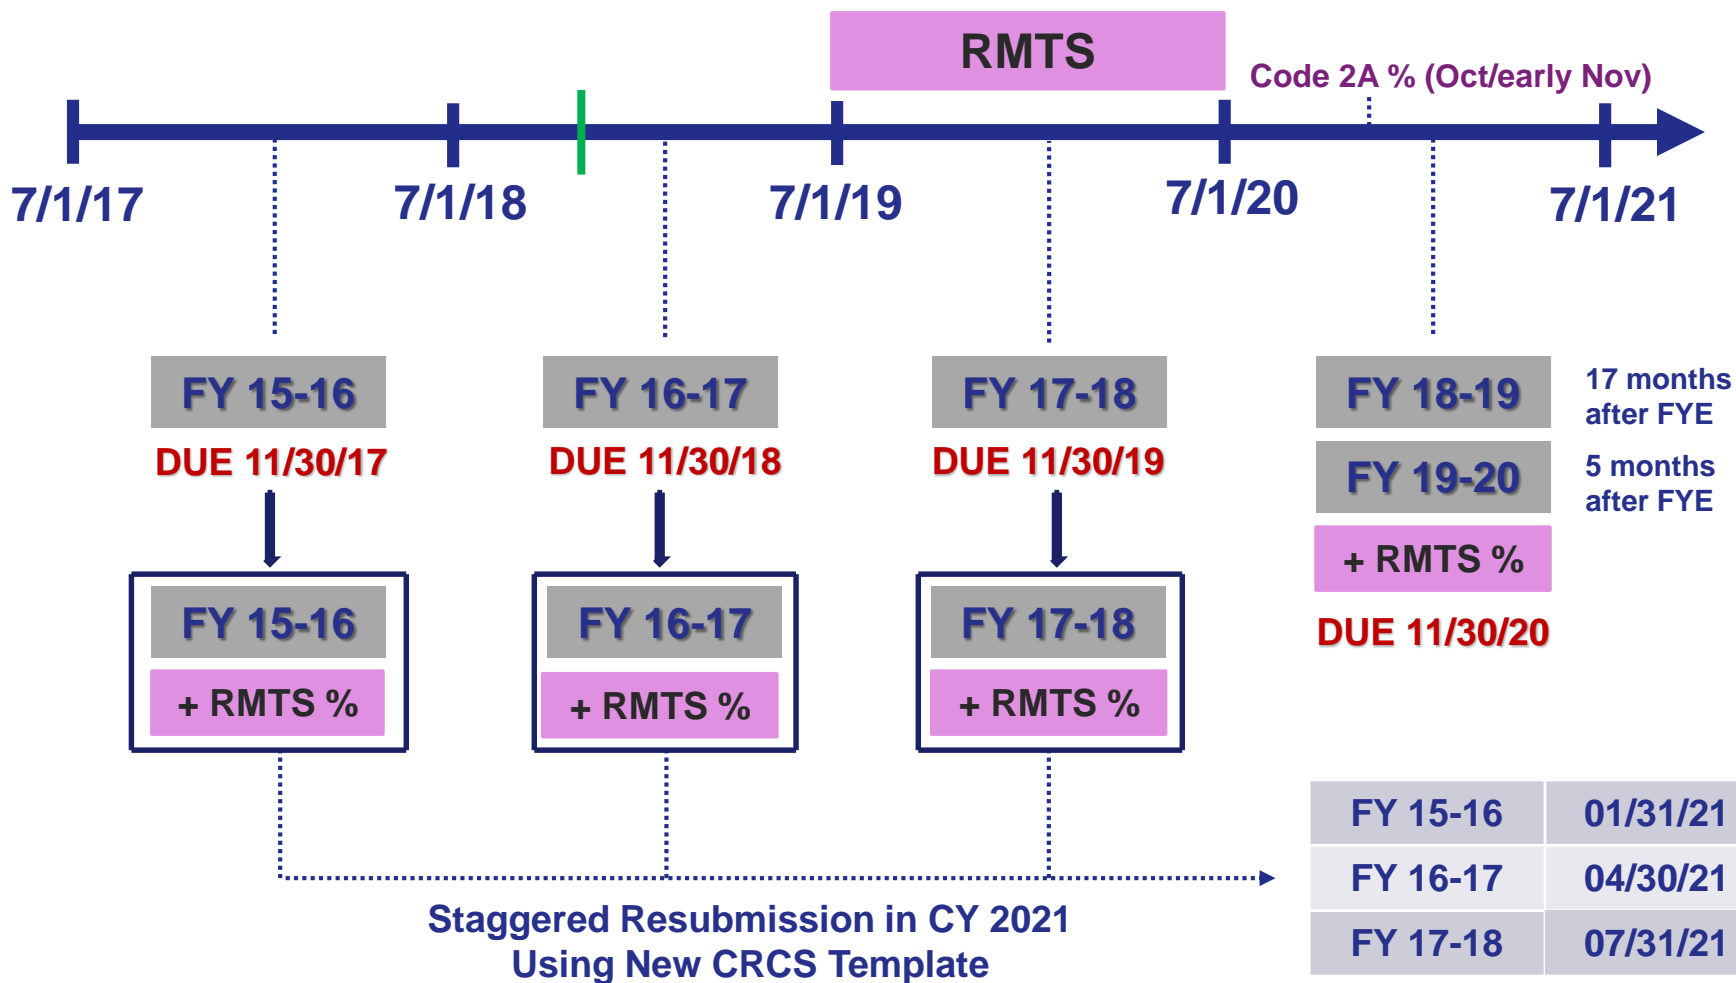 RMTS
Code 2A % (Oct/early Nov)
7/1/17
7/1/18
7/1/19
7/1/20
7/1/21
FY 15-16
DUE 11/30/17
FY 15-16
+ RMTS %
FY 16-17
DUE 11/30/18
FY 16-17
+ RMTS %
FY 17-18
DUE 11/30/19
FY 17-18
+ RMTS %
FY 18-19
17 months
after FYE
FY 19-20
5 months
after FYE
+ RMTS %
DUE 11/30/20
Staggered Resubmission in CY 2021
Using New CRCS Template
FY 15-16 01/31/21
FY 16-17 04/30/21
FY 17-18 07/31/21